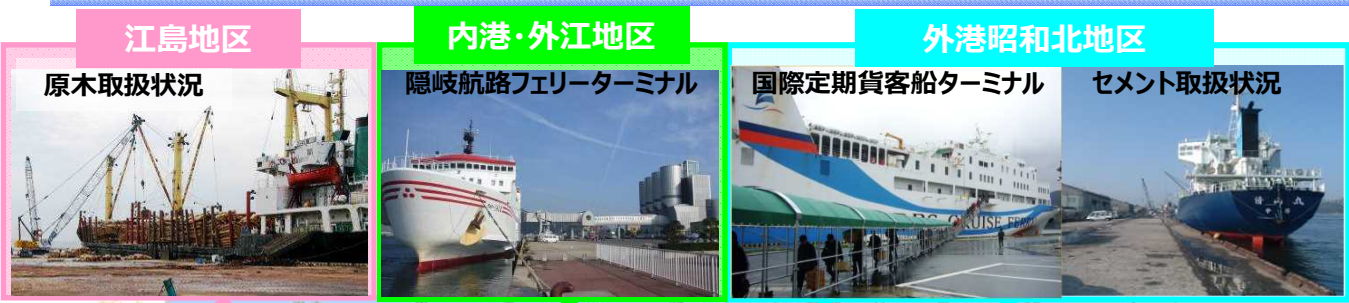 江島地区
原木取扱状況
内港・外江地区
隠岐航路フェリーターミナル
外港昭和北地区
国際定期貨客船ターミナル
セメント取扱状況
CRUISE FERRY